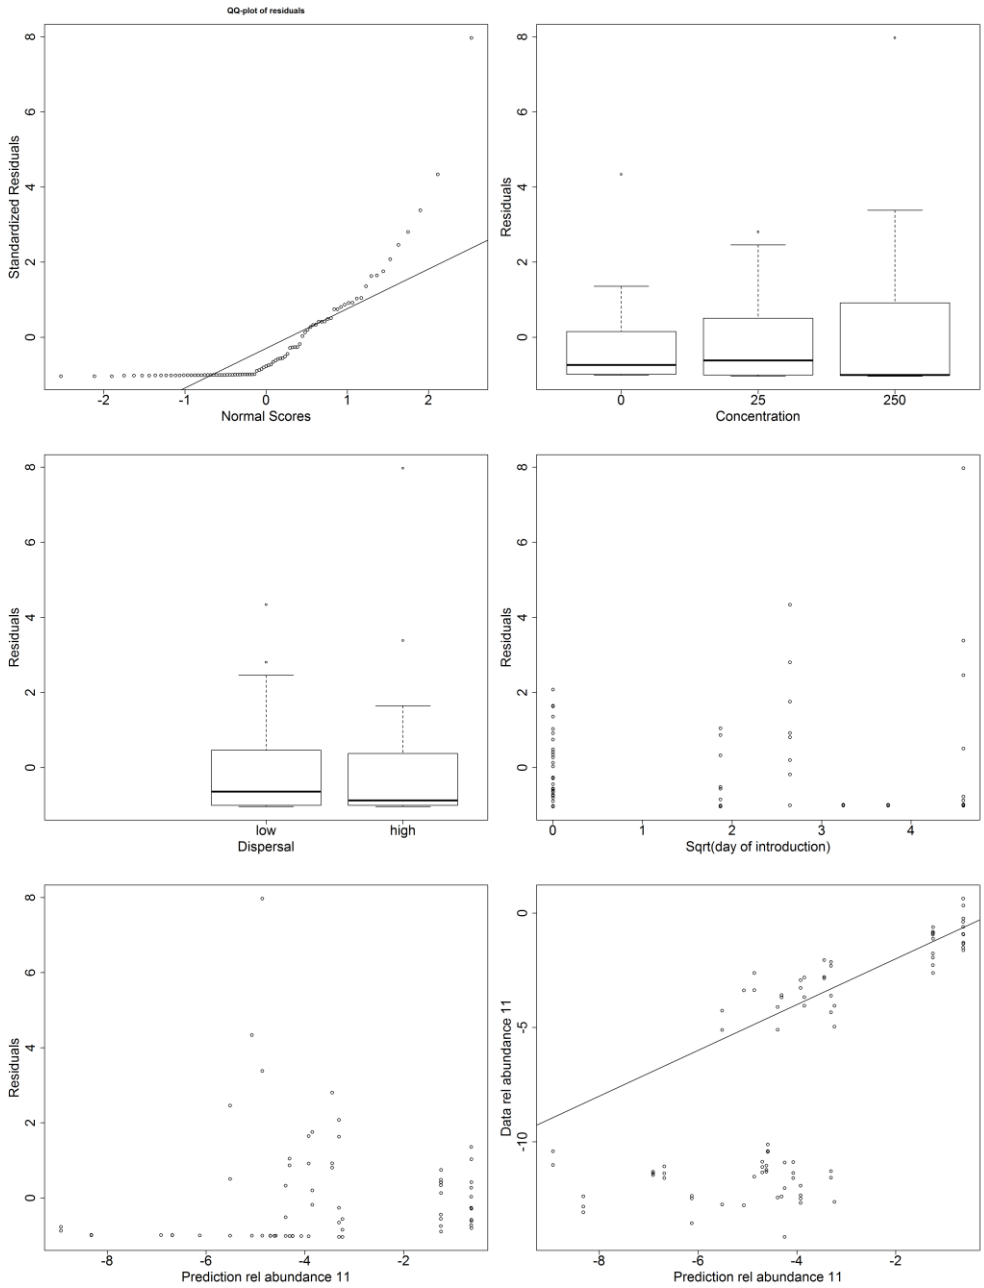 QQ-plot of residuals
Standardized Residuals
8
6
4
2
0
-2 -1 0 1 2
Normal Scores
Residuals
8
6
4
2
0
0 25 250
Concentration
Residuals
8
6
4
2
0
low high
Dispersal
Residuals
8
6
4
2
0
0 1 2 3 4
Sqrt(day of introduction)
Residuals
8
6
4
2
0
-8 -6 -4 -2
Prediction rel abundance 11
Data rel abundance 11
0
-5
-10
-8 -6 -4 -2
Prediction rel abundance 11